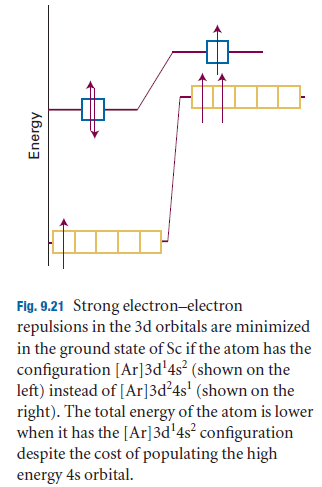 Energy
Fig. 9.21 Strong electron–electron
repulsions in the 3d orbitals are minimized
in the ground state of Sc if the atom has the
configuration [Ar]3d¹4s² (shown on the
left) instead of [Ar]3d²4s¹ (shown on the
right). The total energy of the atom is lower
when it has the [Ar]3d¹4s² configuration
despite the cost of populating the high
energy 4s orbital.